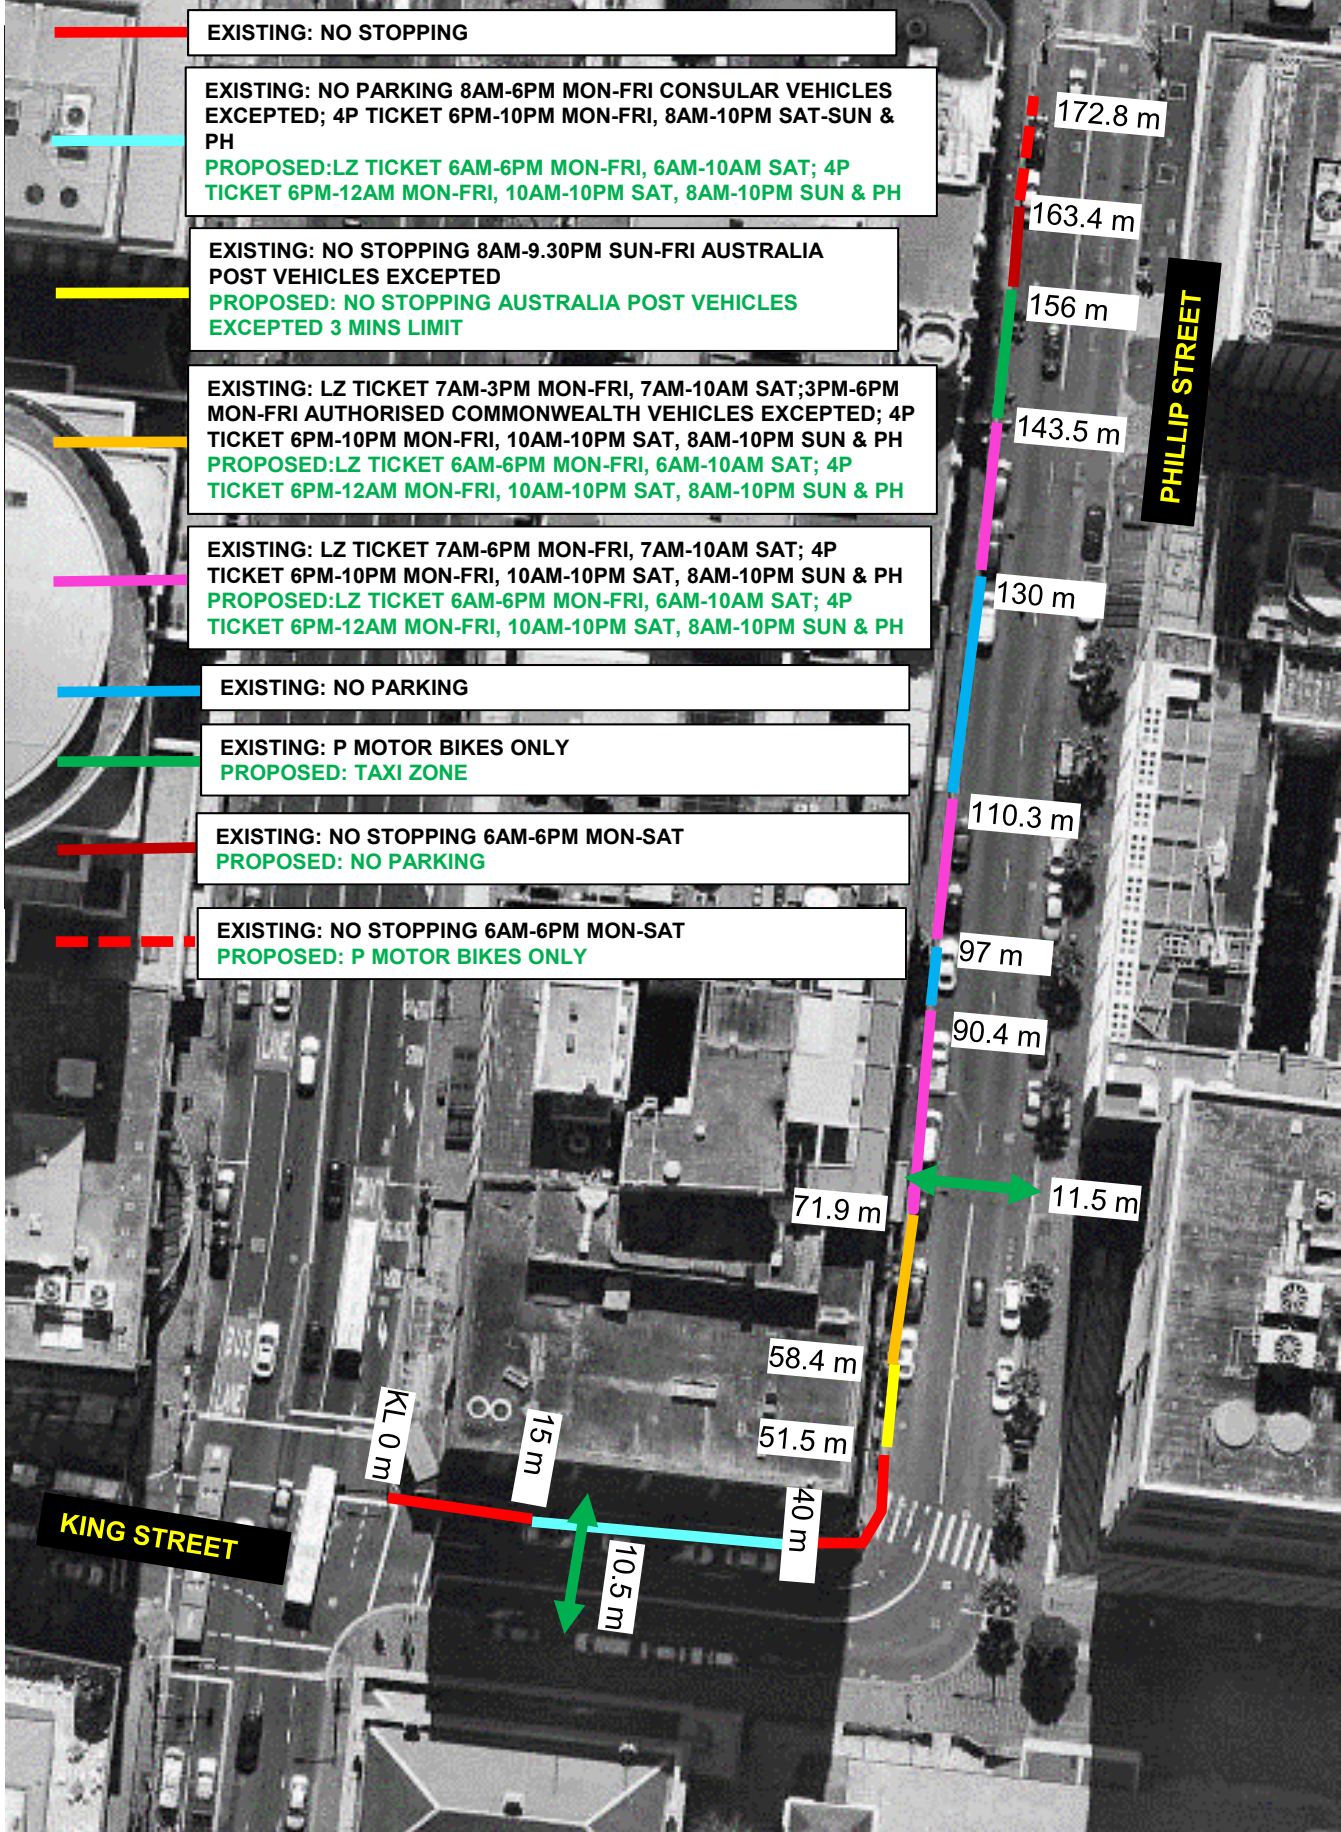 EXISTING: NO STOPPING
EXISTING: NO PARKING 8AM-6PM MON-FRI CONSULAR VEHICLES
EXCEPTED; 4P TICKET 6PM-10PM MON-FRI, 8AM-10PM SAT-SUN &
PH
PROPOSED:LZ TICKET 6AM-6PM MON-FRI, 6AM-10AM SAT; 4P
TICKET 6PM-12AM MON-FRI, 10AM-10PM SAT, 8AM-10PM SUN & PH
EXISTING: NO STOPPING 8AM-9.30PM SUN-FRI AUSTRALIA
POST VEHICLES EXCEPTED
PROPOSED: NO STOPPING AUSTRALIA POST VEHICLES
EXCEPTED 3 MINS LIMIT
EXISTING: LZ TICKET 7AM-3PM MON-FRI, 7AM-10AM SAT;3PM-6PM
MON-FRI AUTHORISED COMMONWEALTH VEHICLES EXCEPTED; 4P
TICKET 6PM-10PM MON-FRI, 10AM-10PM SAT, 8AM-10PM SUN & PH
PROPOSED:LZ TICKET 6AM-6PM MON-FRI, 6AM-10AM SAT; 4P
TICKET 6PM-12AM MON-FRI, 10AM-10PM SAT, 8AM-10PM SUN & PH
EXISTING: LZ TICKET 7AM-6PM MON-FRI, 7AM-10AM SAT; 4P
TICKET 6PM-10PM MON-FRI, 10AM-10PM SAT, 8AM-10PM SUN & PH
PROPOSED:LZ TICKET 6AM-6PM MON-FRI, 6AM-10AM SAT; 4P
TICKET 6PM-12AM MON-FRI, 10AM-10PM SAT, 8AM-10PM SUN & PH
EXISTING: NO PARKING
EXISTING: P MOTOR BIKES ONLY
PROPOSED: TAXI ZONE
EXISTING: NO STOPPING 6AM-6PM MON-SAT
PROPOSED: NO PARKING
EXISTING: NO STOPPING 6AM-6PM MON-SAT
PROPOSED: P MOTOR BIKES ONLY
172.8 m
163.4 m
156 m
PHILLIP STREET
143.5 m
130 m
110.3 m
97 m
90.4 m
11.5 m
71.9 m
58.4 m
51.5 m
KL 0 m
15 m
40 m
10.5 m
KING STREET